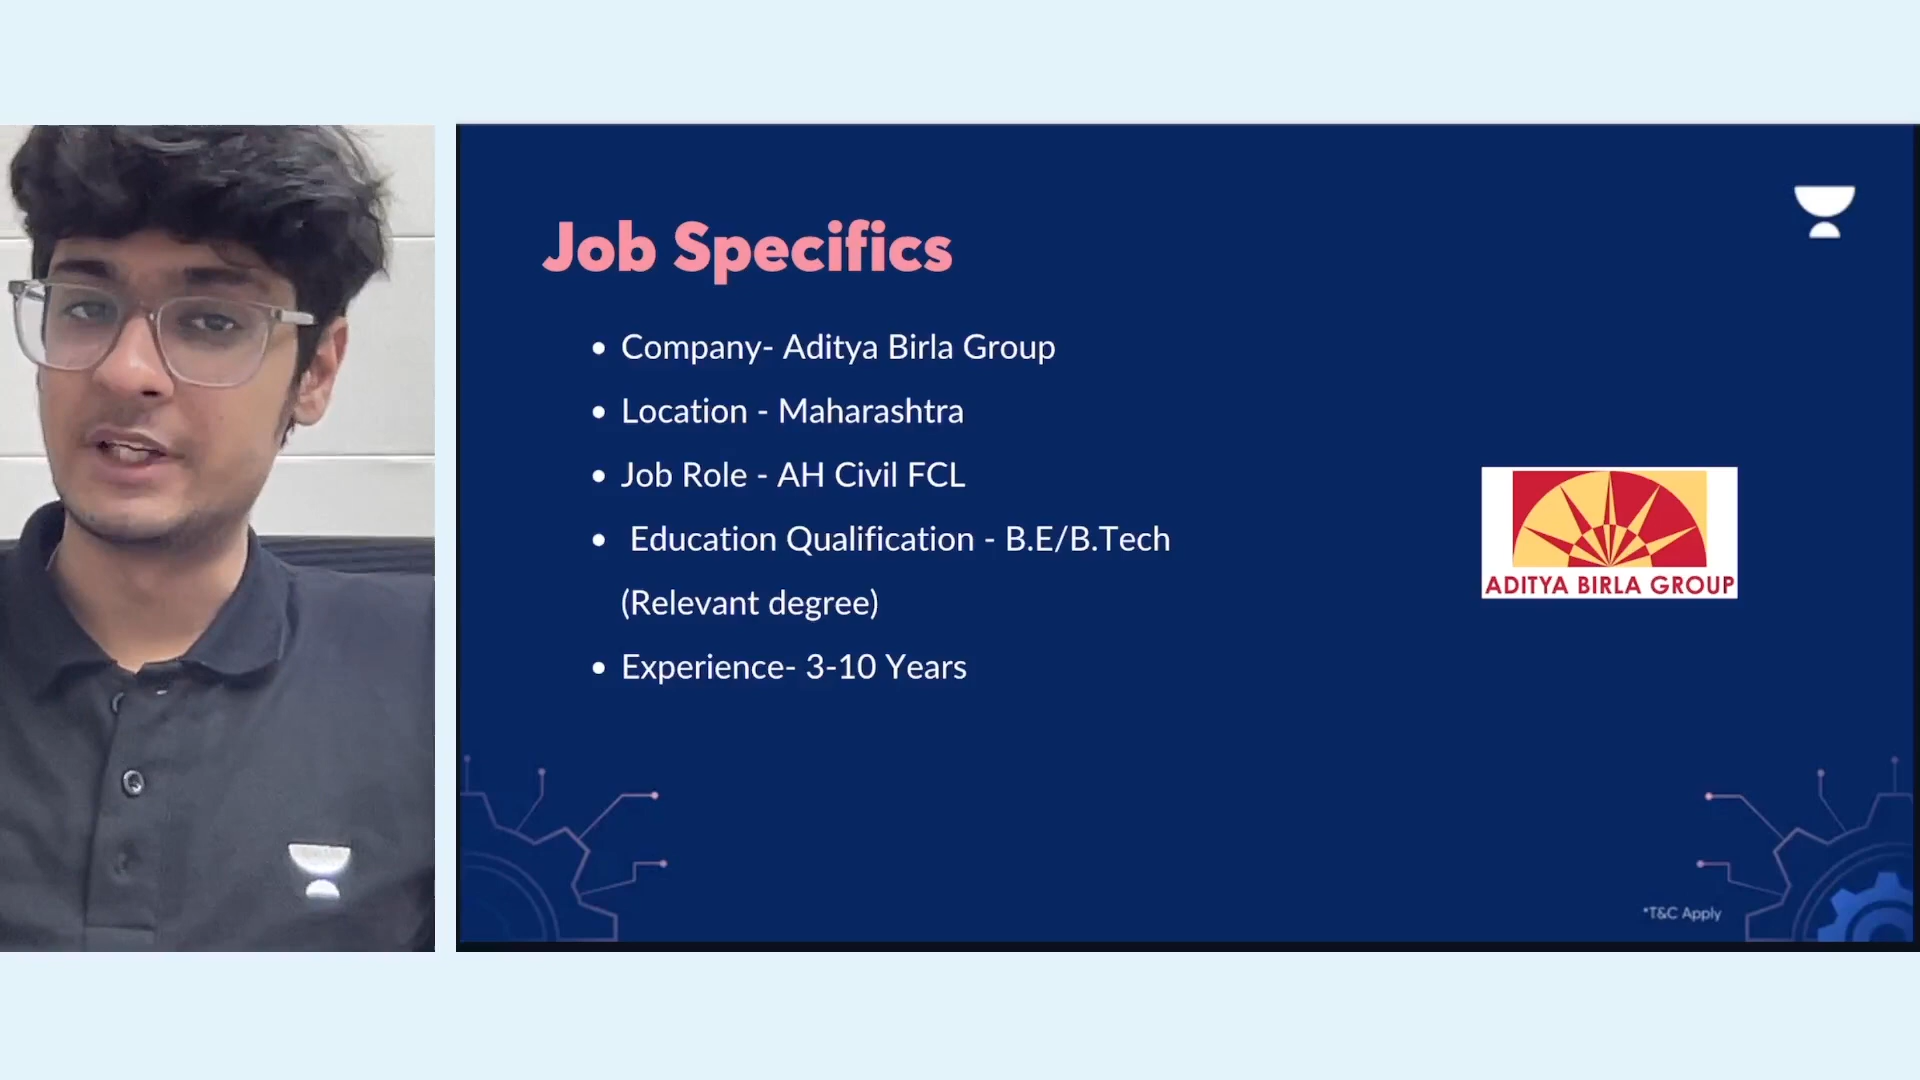 Job Specifics
• Company- Aditya Birla Group
• Location - Maharashtra
• Job Role - AH Civil FCL
• Education Qualification - B.E/B.Tech
(Relevant degree)
• Experience- 3-10 Years
ADITYA BIRLA GROUP
*T&C Apply